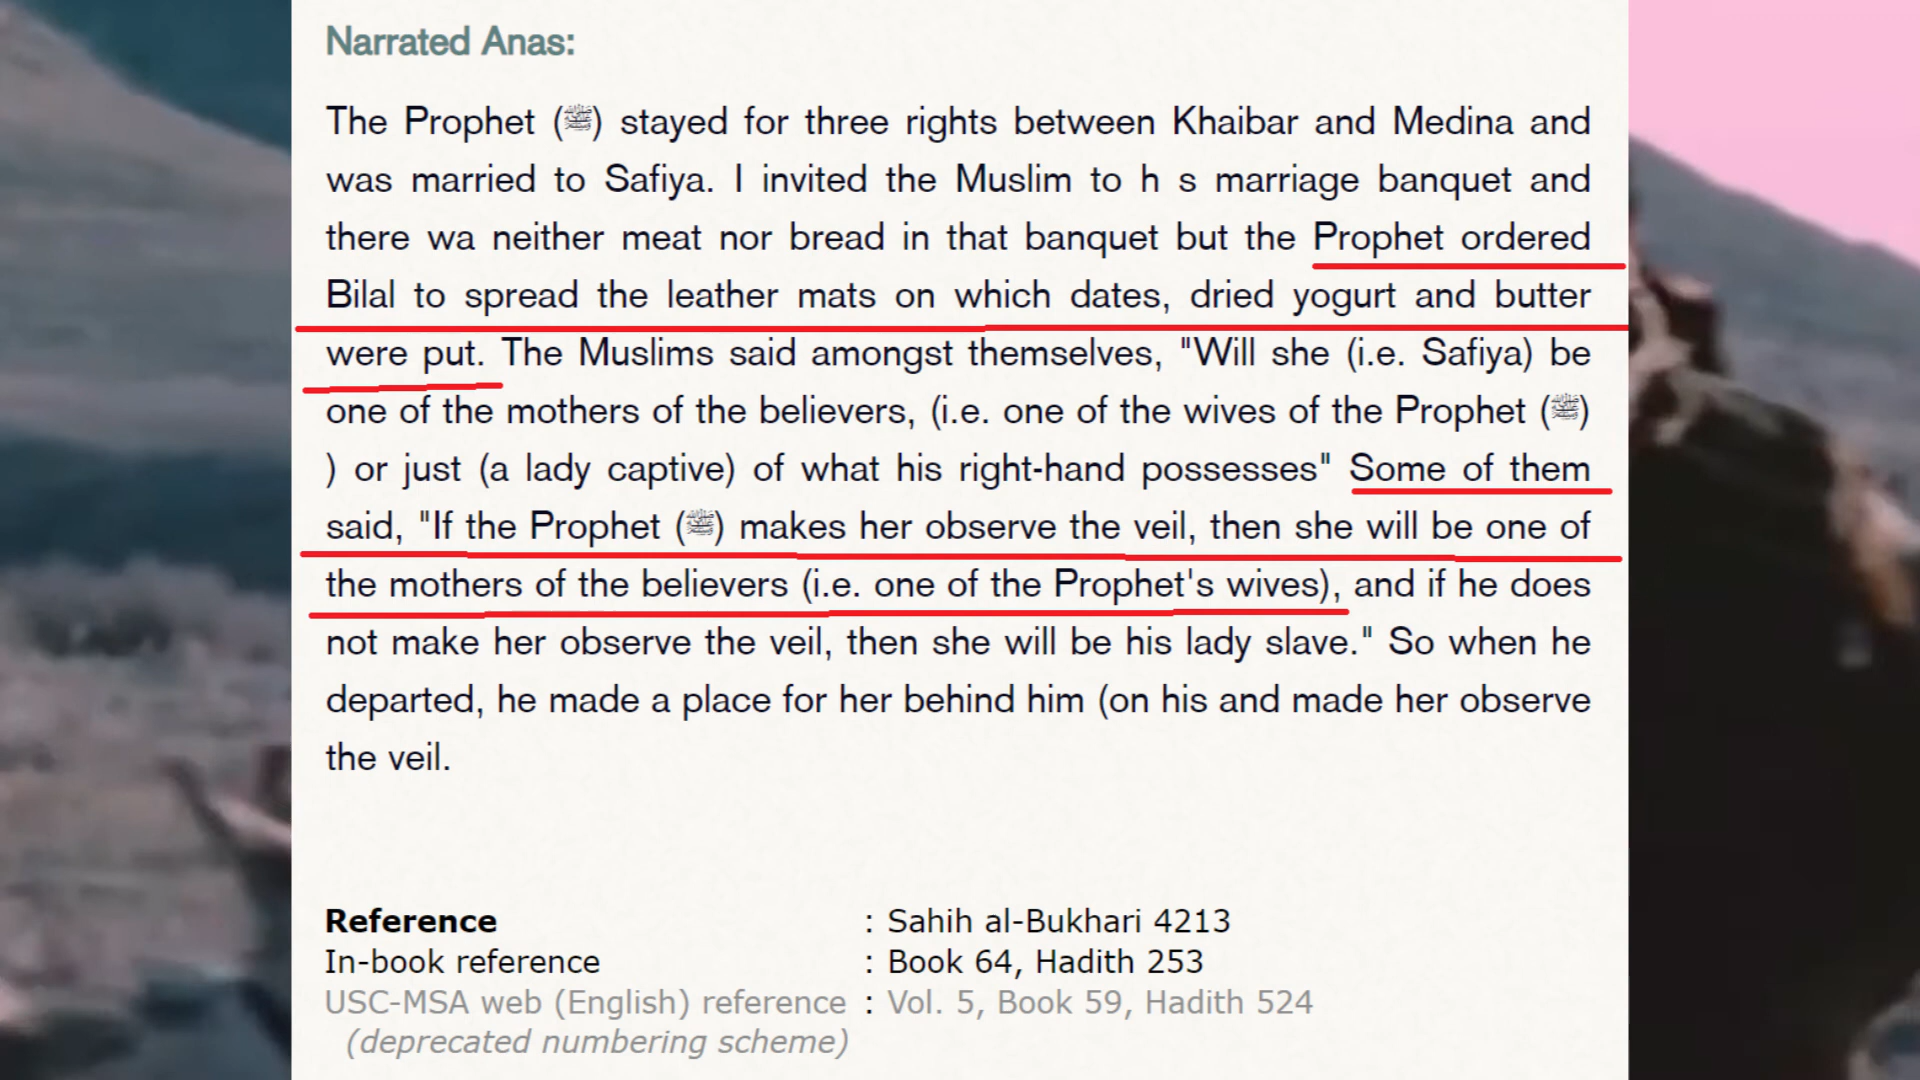 Narrated Anas:
The Prophet (ﷺ) stayed for three rights between Khaibar and Medina and
was married to Safiya. I invited the Muslim to h s marriage banquet and
there wa neither meat nor bread in that banquet but the Prophet ordered
Bilal to spread the leather mats on which dates, dried yogurt and butter
were put. The Muslims said amongst themselves, "Will she (i.e. Safiya) be
one of the mothers of the believers, (i.e. one of the wives of the Prophet (ﷺ)
) or just (a lady captive) of what his right-hand possesses" Some of them
said, "If the Prophet (ﷺ) makes her observe the veil, then she will be one of
the mothers of the believers (i.e. one of the Prophet's wives), and if he does
not make her observe the veil, then she will be his lady slave." So when he
departed, he made a place for her behind him (on his and made her observe
the veil.
Reference : Sahih al-Bukhari 4213
In-book reference : Book 64, Hadith 253
USC-MSA web (English) reference : Vol. 5, Book 59, Hadith 524
(deprecated numbering scheme)